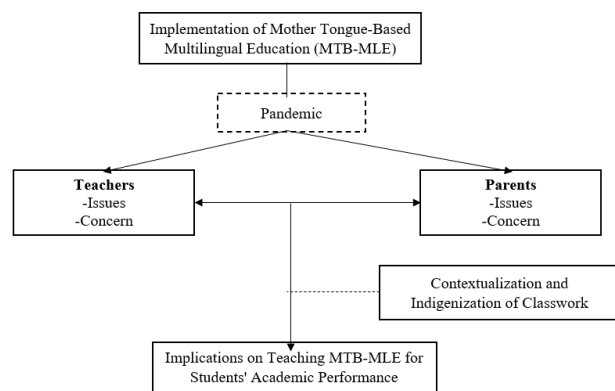 Implementation of Mother Tongue-Based
Multilingual Education (MTB-MLE)
Pandemic
Teachers
-Issues
-Concern
Parents
-Issues
-Concern
Contextualization and
Indigenization of Classwork
Implications on Teaching MTB-MLE for
Students' Academic Performance